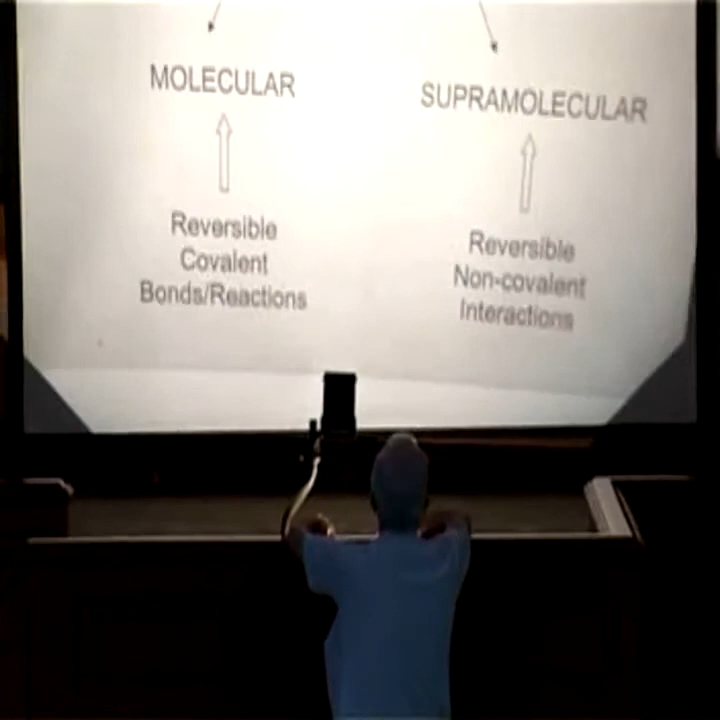 MOLECULAR
Reversible
Covalent
Bonds/Reactions
SUPRAMOLECULAR
Reversible
Non-covalent
Interactions